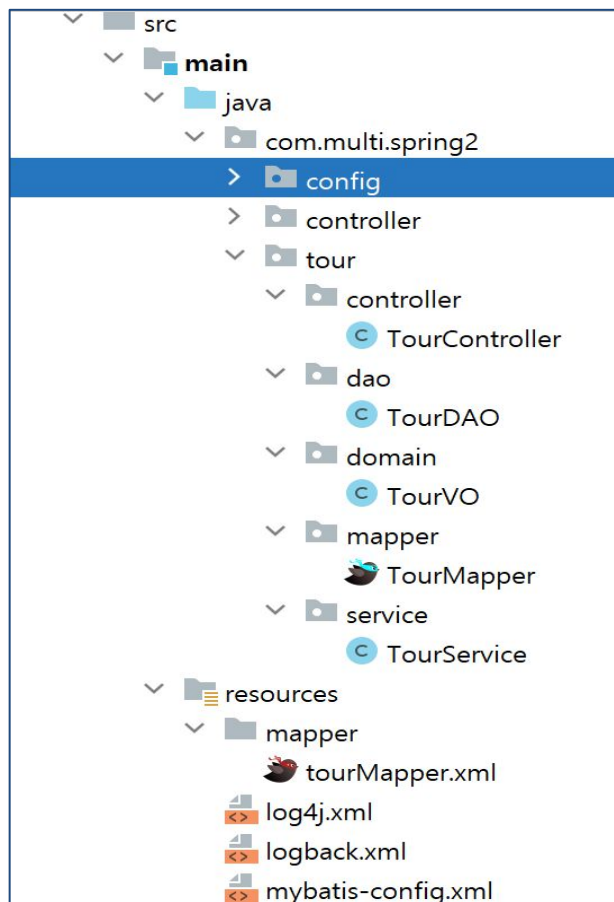 src
main
java
com.multi.spring2
config
controller
tour
controller
C TourController
dao
C TourDAO
domain
C TourVO
mapper
TourMapper
service
C TourService
resources
mapper
tourMapper.xml
<> log4j.xml
<> logback.xml
<> mybatis-config.xml